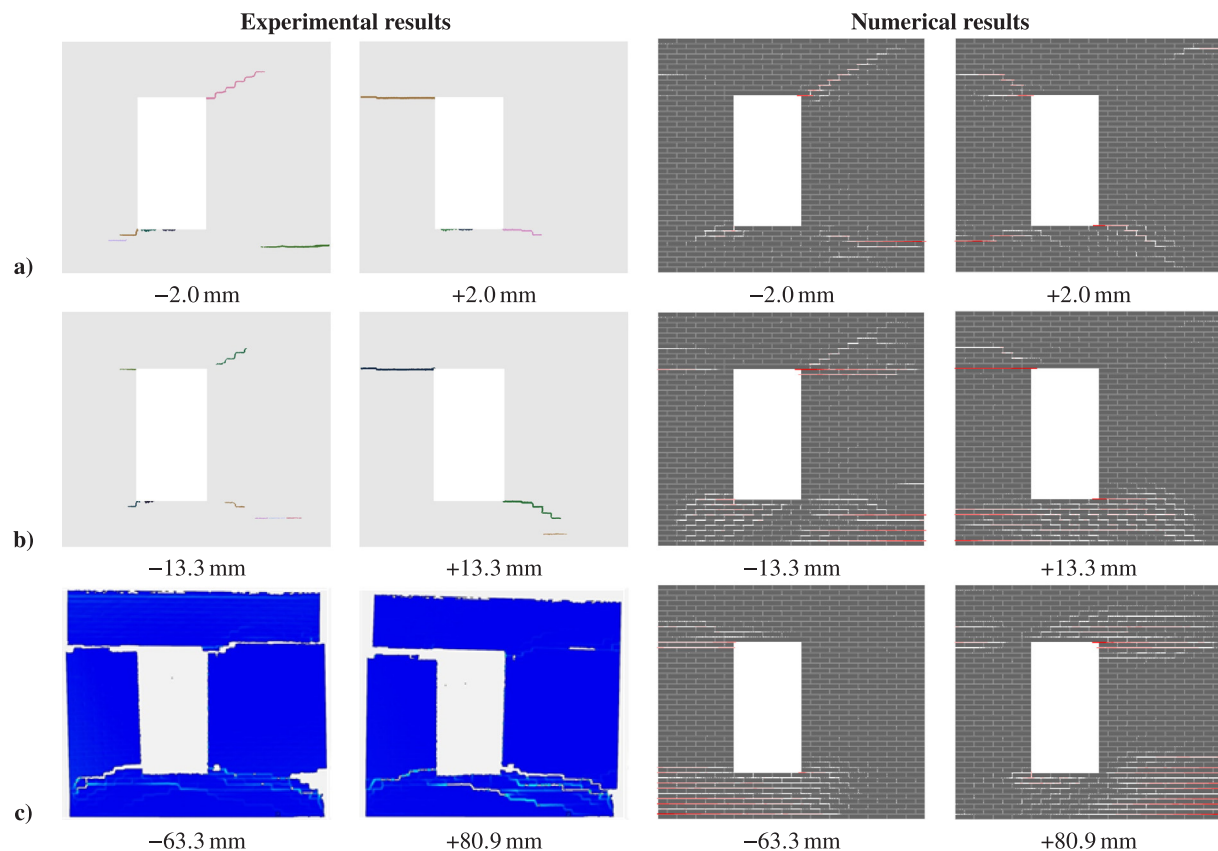 Experimental results Numerical results
a)
−2.0 mm +2.0 mm −2.0 mm +2.0 mm
b)
−13.3 mm +13.3 mm −13.3 mm +13.3 mm
c)
−63.3 mm +80.9 mm −63.3 mm +80.9 mm